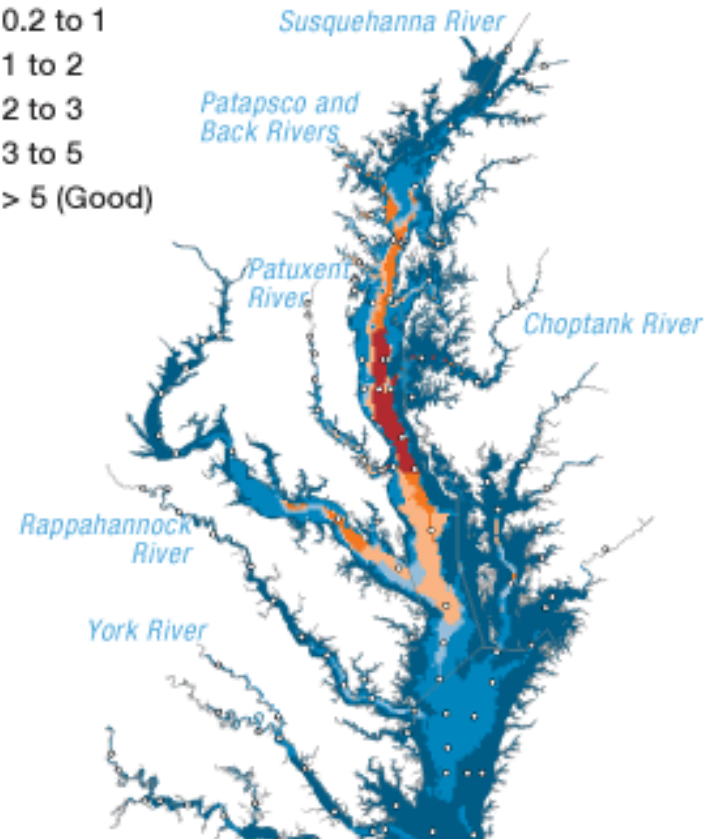 0.2 to 1
1 to 2
2 to 3
3 to 5
> 5 (Good)
Susquehanna River
Patapsco and
Back Rivers
Patuxent
River
Choptank River
Rappahannock
River
York River